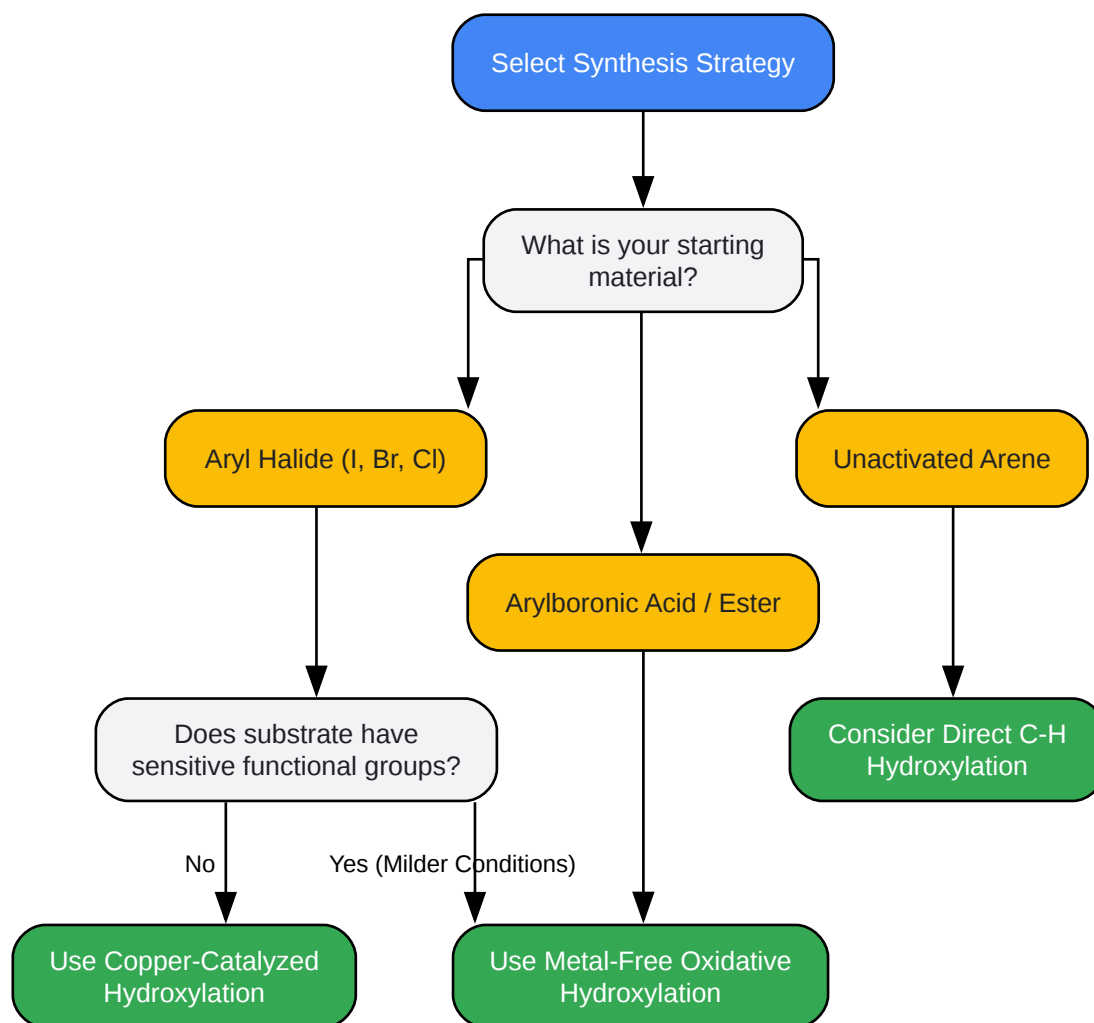 Select Synthesis Strategy
What is your starting
material?
Aryl Halide (I, Br, Cl)
Unactivated Arene
Arylboronic Acid / Ester
Does substrate have
sensitive functional groups?
Consider Direct C-H
Hydroxylation
No
Yes (Milder Conditions)
Use Copper-Catalyzed
Hydroxylation
Use Metal-Free Oxidative
Hydroxylation